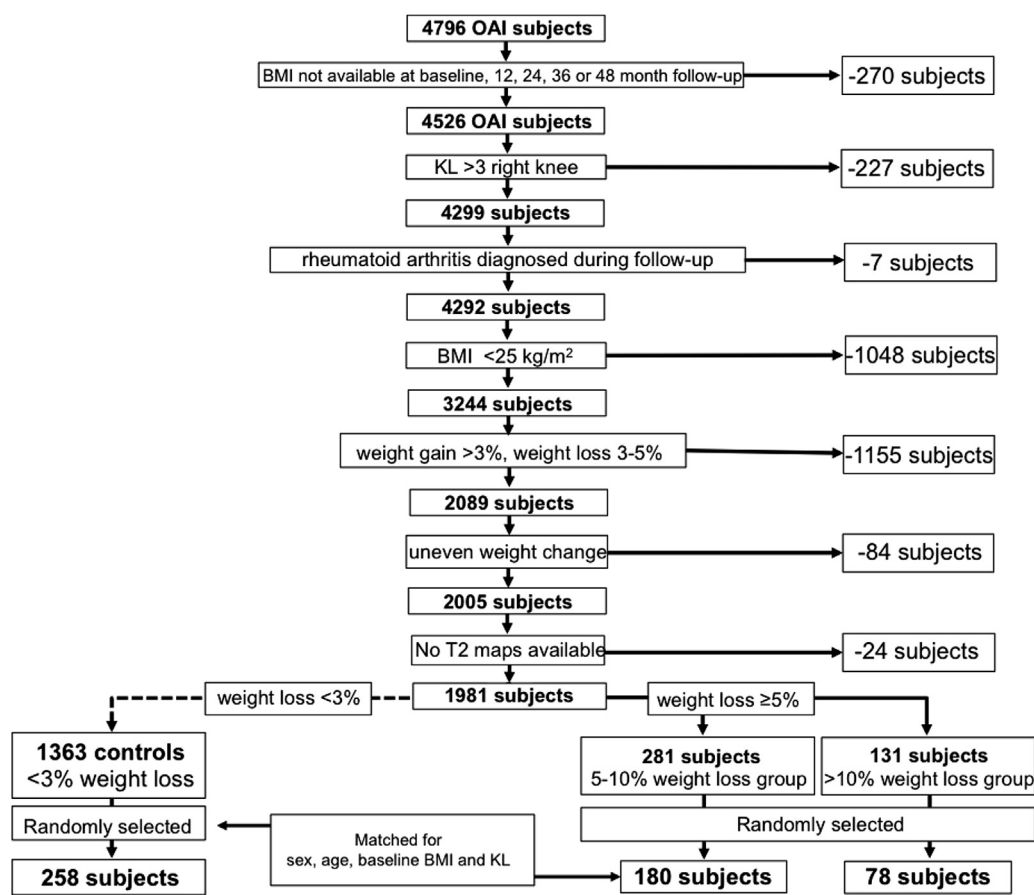 4796 OAI subjects
BMI not available at baseline, 12, 24, 36 or 48 month follow-up
-270 subjects
4526 OAI subjects
KL >3 right knee
-227 subjects
4299 subjects
rheumatoid arthritis diagnosed during follow-up
-7 subjects
4292 subjects
BMI <25 kg/m²
-1048 subjects
3244 subjects
weight gain >3%, weight loss 3-5%
-1155 subjects
2089 subjects
uneven weight change
-84 subjects
2005 subjects
No T2 maps available
-24 subjects
weight loss <3%
1981 subjects
weight loss ≥5%
1363 controls
<3% weight loss
281 subjects
5-10% weight loss group
131 subjects
>10% weight loss group
Randomly selected
Randomly selected
Matched for
sex, age, baseline BMI and KL
258 subjects
180 subjects
78 subjects